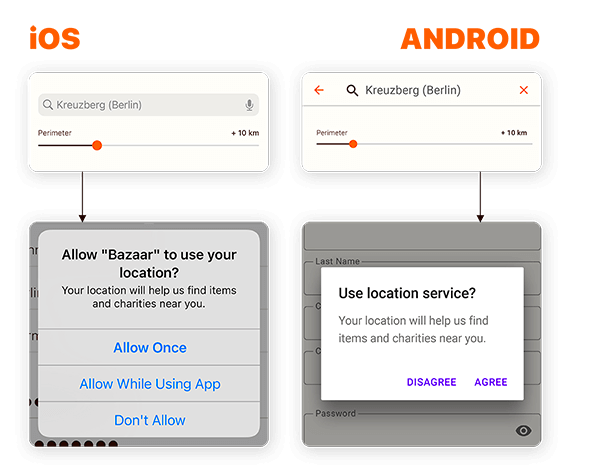 iOS
ANDROID
Kreuzberg (Berlin)
Perimeter
+ 10 km
Kreuzberg (Berlin)
Perimeter
+ 10 km
Allow "Bazaar" to use your
location?
Your location will help us find items
and charities near you.
Allow Once
Allow While Using App
Don't Allow
Last Name
Use location service?
Your location will help us find
items and charities near you.
DISAGREE
AGREE
Password